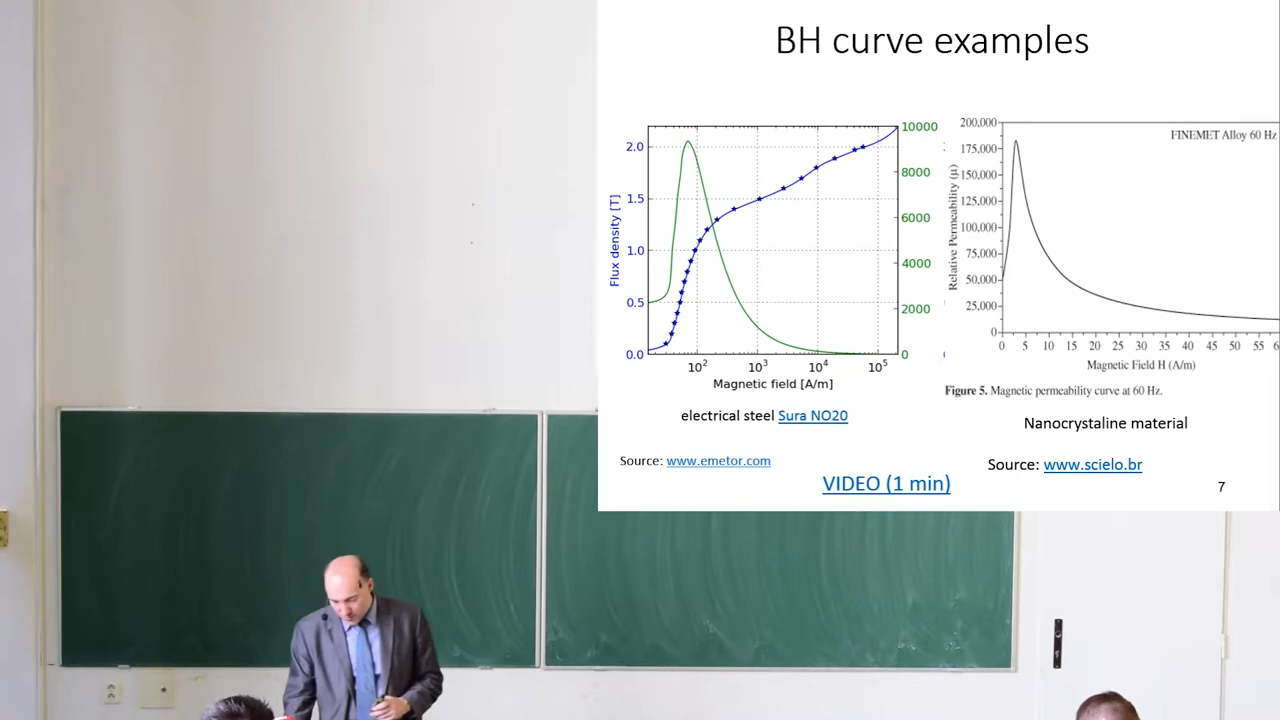 BH curve examples
Flux density [T]
2.0
1.5
1.0
0.5
0.0
10000
8000
6000
4000
2000
0
10² 10³ 10⁴ 10⁵
Magnetic field [A/m]
electrical steel Sura NO20
Source: www.emetor.com
FINEMET Alloy 60 Hz
Relative Permeability (µ)
200,000
175,000
150,000
125,000
100,000
75,000
50,000
25,000
0
0 5 10 15 20 25 30 35 40 45 50 55
Magnetic Field H (A/m)
Figure 5. Magnetic permeability curve at 60 Hz.
Nanocrystaline material
Source: www.scielo.br
VIDEO (1 min)
7